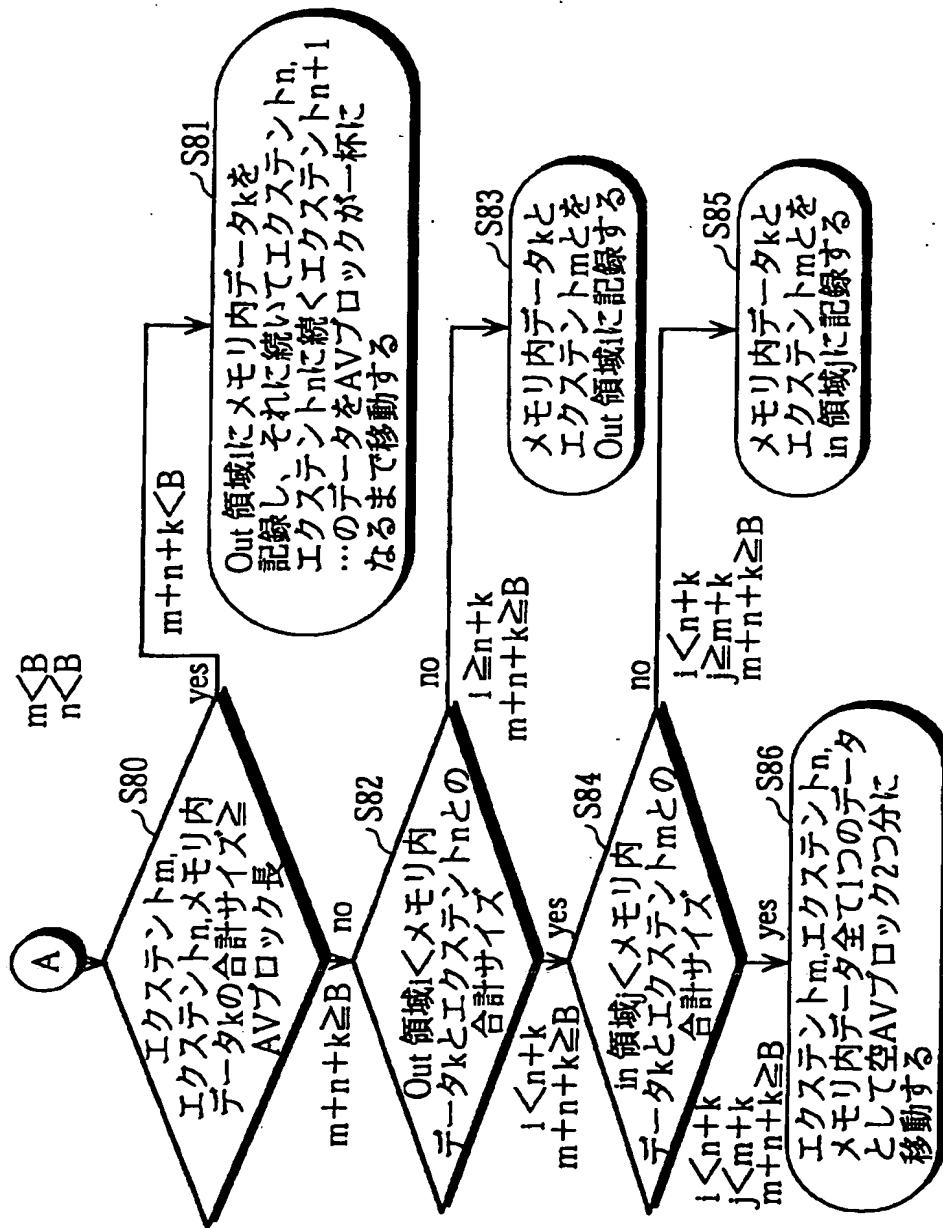 A
m<B
n<B
S80
エクステントm,
エクステントn,メモリ内
データkの合計サイズ≧
AVブロック長
yes
m+n+k<B
S81
Out 領域iにメモリ内データkを
記録し、それに続いてエクステントn,
エクステントnに続くエクステントn+1
…のデータをAVブロックが一杯に
なるまで移動する
no
m+n+k≧B
S82
Out 領域i<メモリ内
データkとエクステントnとの
合計サイズ
no
i≧n+k
m+n+k≧B
S83
メモリ内データkと
エクステントmとを
Out 領域iに記録する
yes
i<n+k
m+n+k≧B
S84
in 領域j<メモリ内
データkとエクステントmとの
合計サイズ
no
i<n+k
j≧m+k
m+n+k≧B
S85
メモリ内データkと
エクステントmとを
in 領域jに記録する
yes
i<n+k
j<m+k
m+n+k≧B
S86
エクステントm,エクステントn,
メモリ内データ全て1つのデータ
として空AVブロック2つ分に
移動する